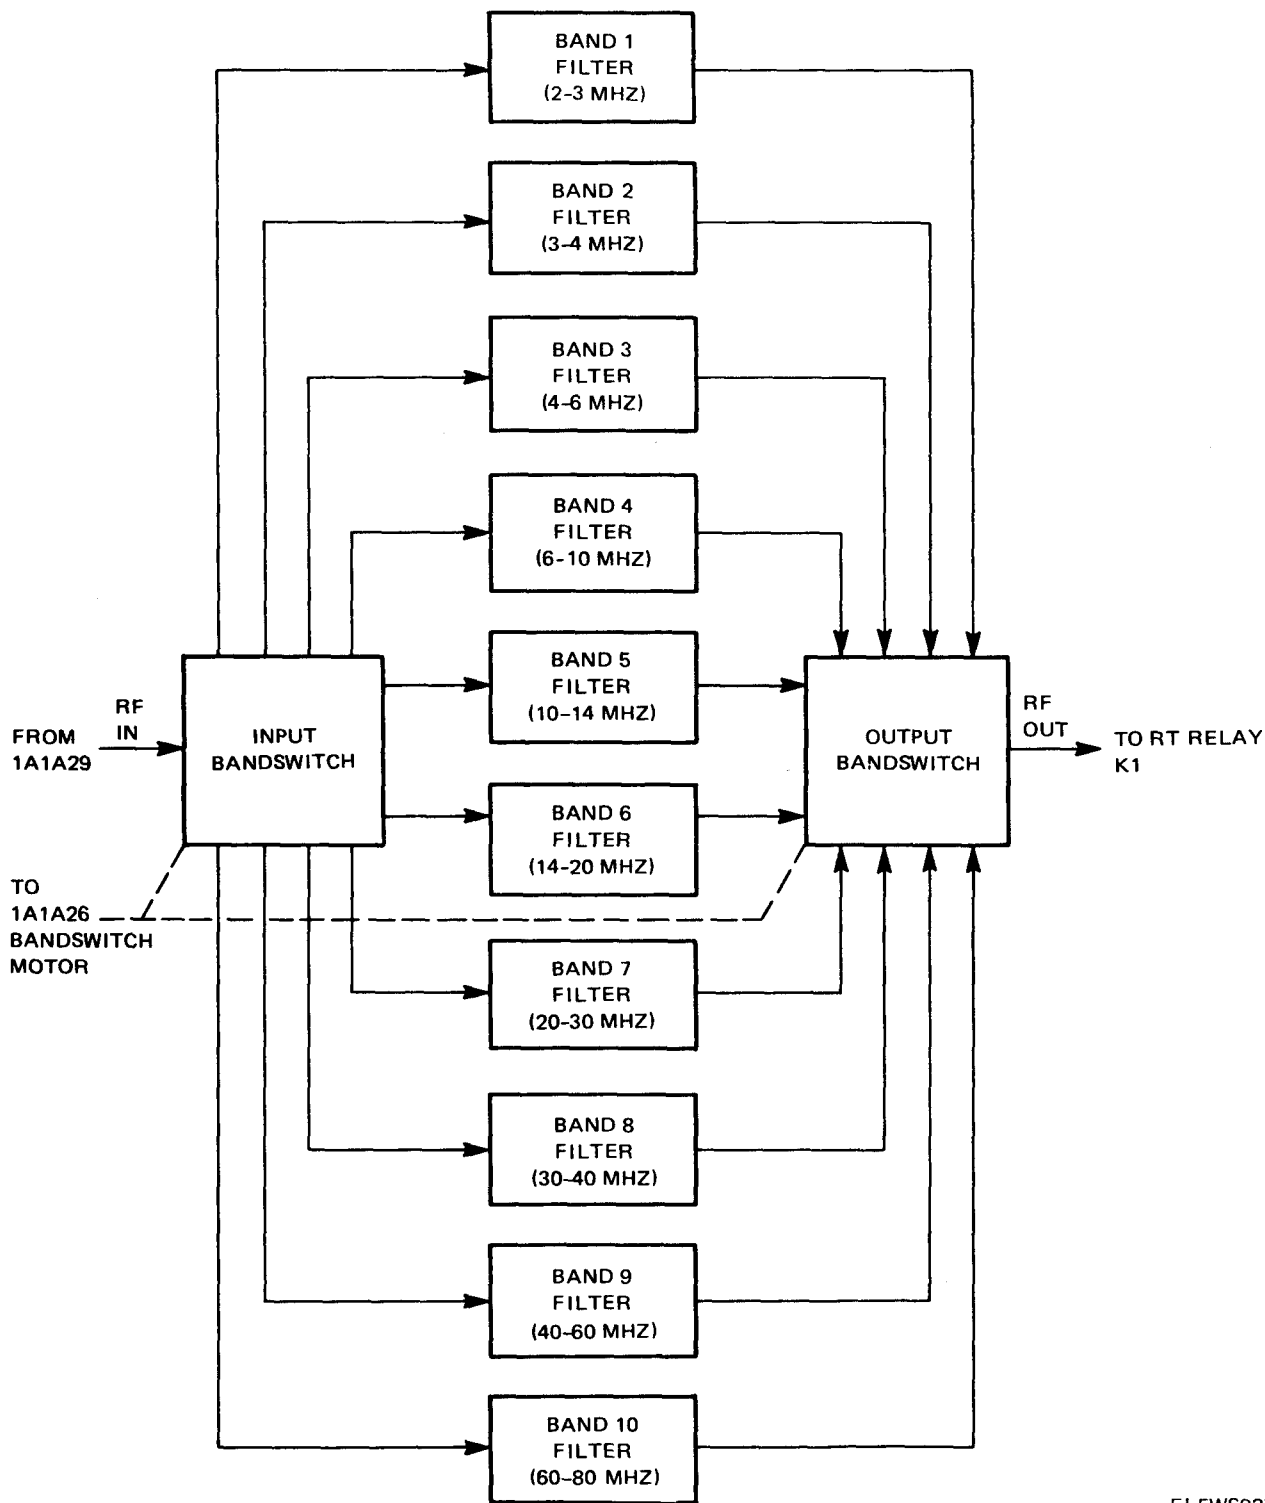 BAND 1
FILTER
(2-3 MHZ)
BAND 2
FILTER
(3-4 MHZ)
BAND 3
FILTER
(4-6 MHZ)
BAND 4
FILTER
(6-10 MHZ)
BAND 5
FILTER
(10-14 MHZ)
RF
IN
FROM
1A1A29
INPUT
BANDSWITCH
OUTPUT
BANDSWITCH
RF
OUT
TO RT RELAY
K1
BAND 6
FILTER
(14-20 MHZ)
TO
1A1A26
BANDSWITCH
MOTOR
BAND 7
FILTER
(20-30 MHZ)
BAND 8
FILTER
(30-40 MHZ)
BAND 9
FILTER
(40-60 MHZ)
BAND 10
FILTER
(60-80 MHZ)